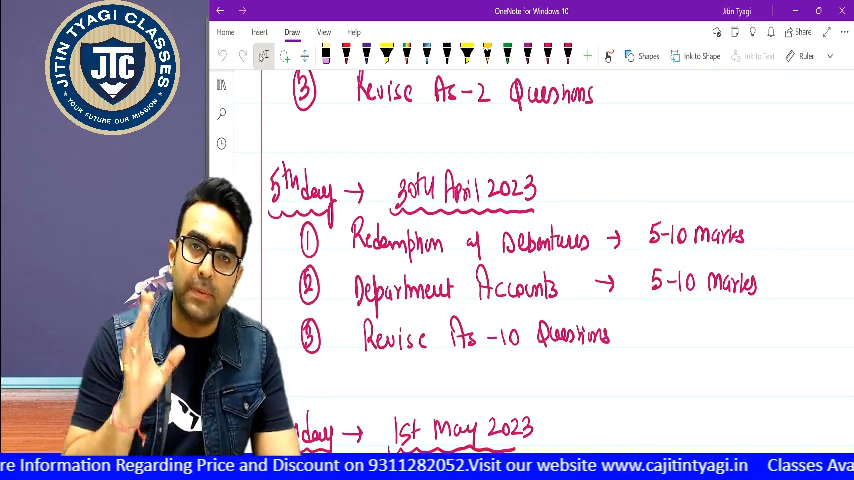 OneNote for Windows 10
Jitin Tyagi
Home Insert Draw View Help
Share
Shapes Ink to Shape Ink to Text Ruler
JITIN TYAGI CLASSES
JTC
YOUR FUTURE OUR MISSION
③ Revise As-2 Questions
5th day → 30th April 2023
① Redemption of Debentures → 5-10 Marks
② Department Accounts → 5-10 Marks
③ Revise As-10 Questions
day → 1st May 2023
re Information Regarding Price and Discount on 9311282052.Visit our website www.cajitintyagi.in Classes Ava